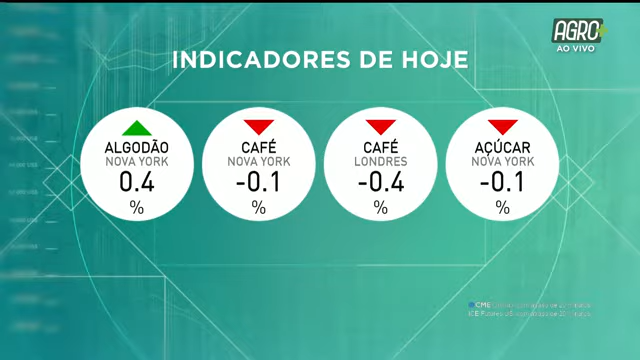 AGRO+
AO VIVO
INDICADORES DE HOJE
ALGODÃO
NOVA YORK
0.4
%
CAFÉ
NOVA YORK
-0.1
%
CAFÉ
LONDRES
-0.4
%
AÇÚCAR
NOVA YORK
-0.1
%
CME